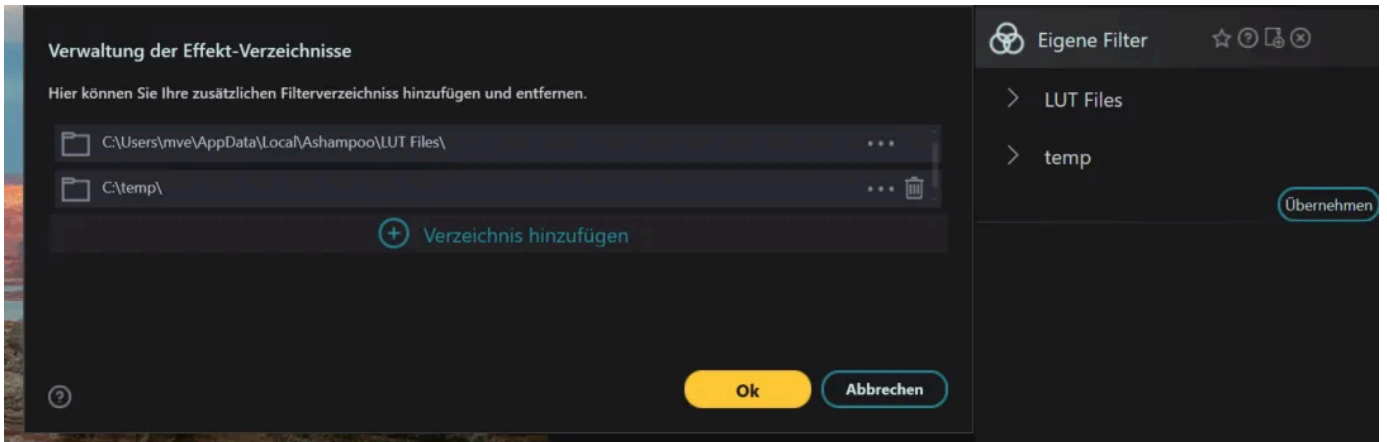 Verwaltung der Effekt-Verzeichnisse
Hier können Sie Ihre zusätzlichen Filterverzeichniss hinzufügen und entfernen.
C:\Users\mve\AppData\Local\Ashampoo\LUT Files\
C:\temp\
Verzeichnis hinzufügen
Ok
Abbrechen
Eigene Filter
LUT Files
temp
Übernehmen